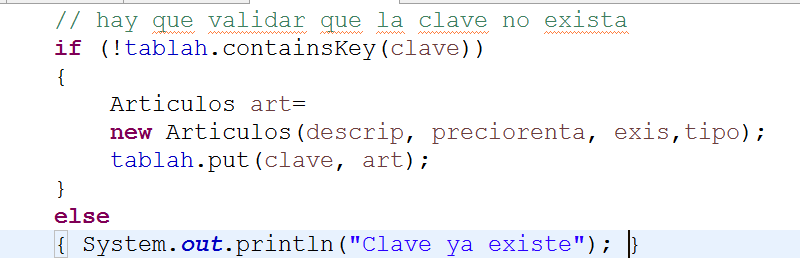 // hay que validar que la clave no exista
if (!tablah.containsKey(clave))
{
Articulos art=
new Articulos(descrip, preciorenta, exis,tipo);
tablah.put(clave, art);
}
else
{ System.out.println("Clave ya existe"); }